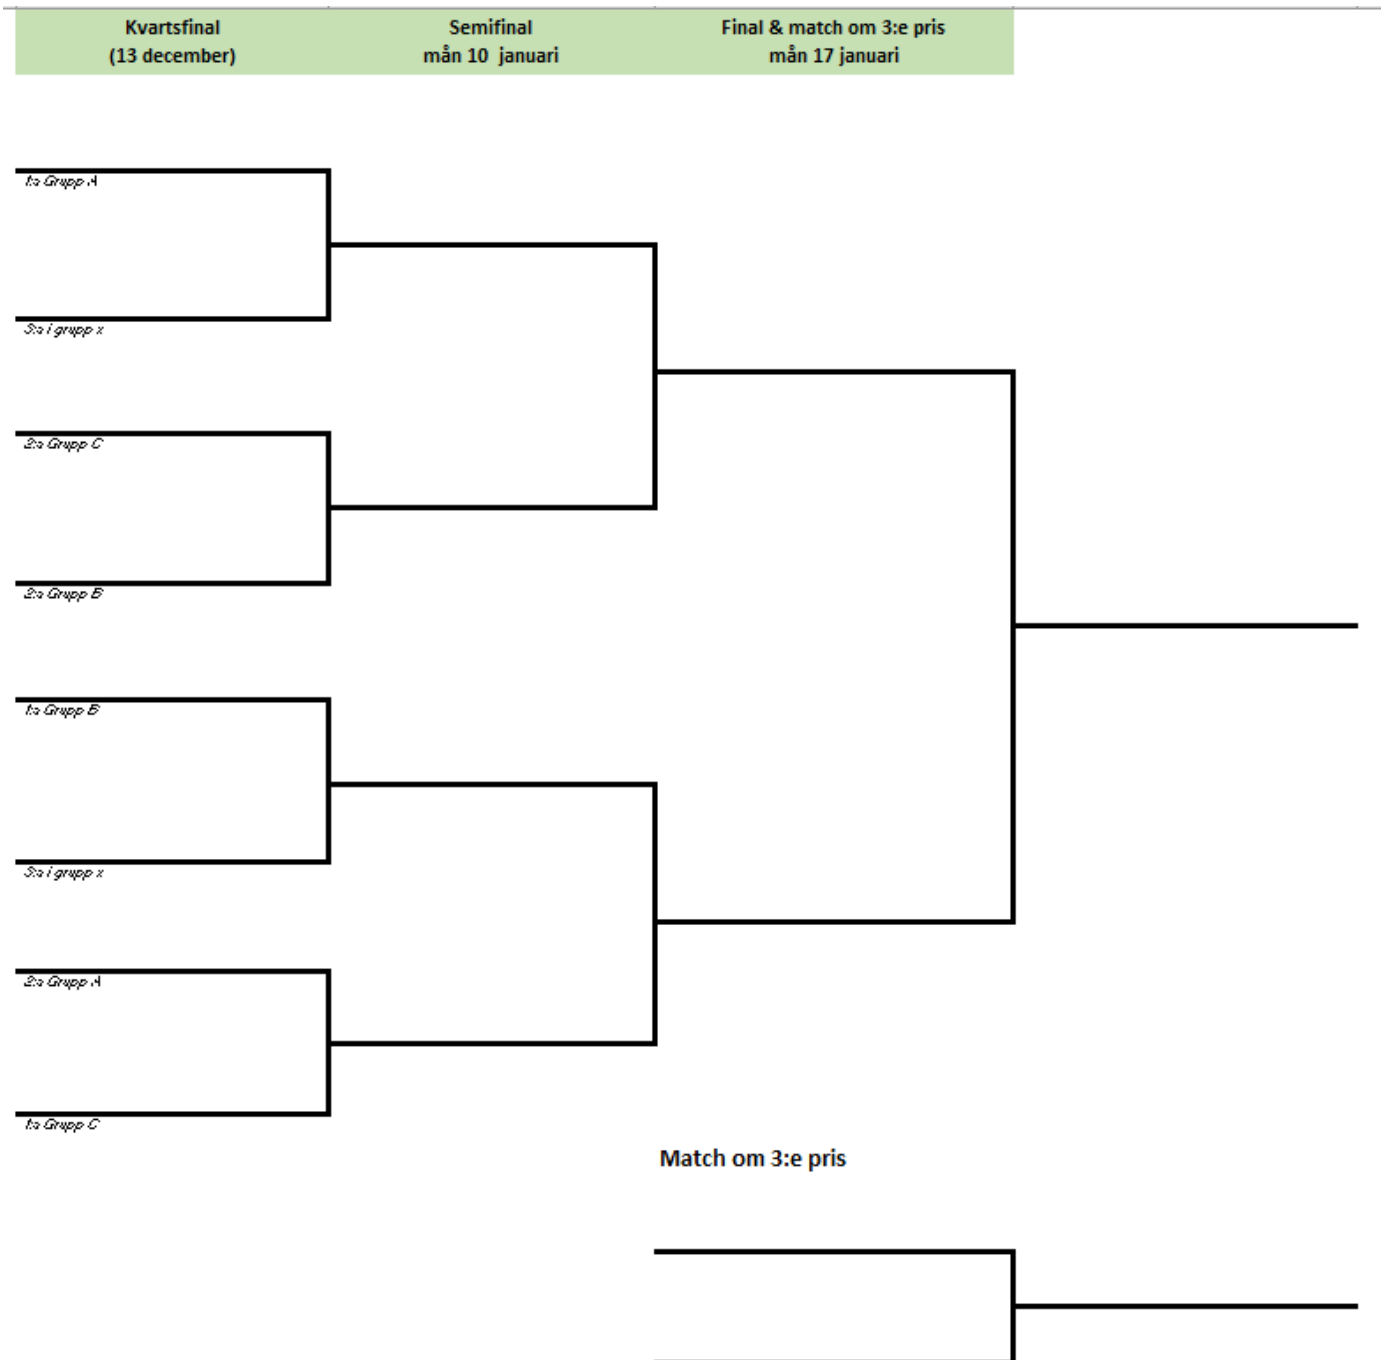 Kvartsfinal
(13 december)
Semifinal
mån 10 januari
Final & match om 3:e pris
mån 17 januari
1:a Grupp A
3:a i grupp x
2:a Grupp C
2:a Grupp B
1:a Grupp B
3:a i grupp x
2:a Grupp A
1:a Grupp C
Match om 3:e pris